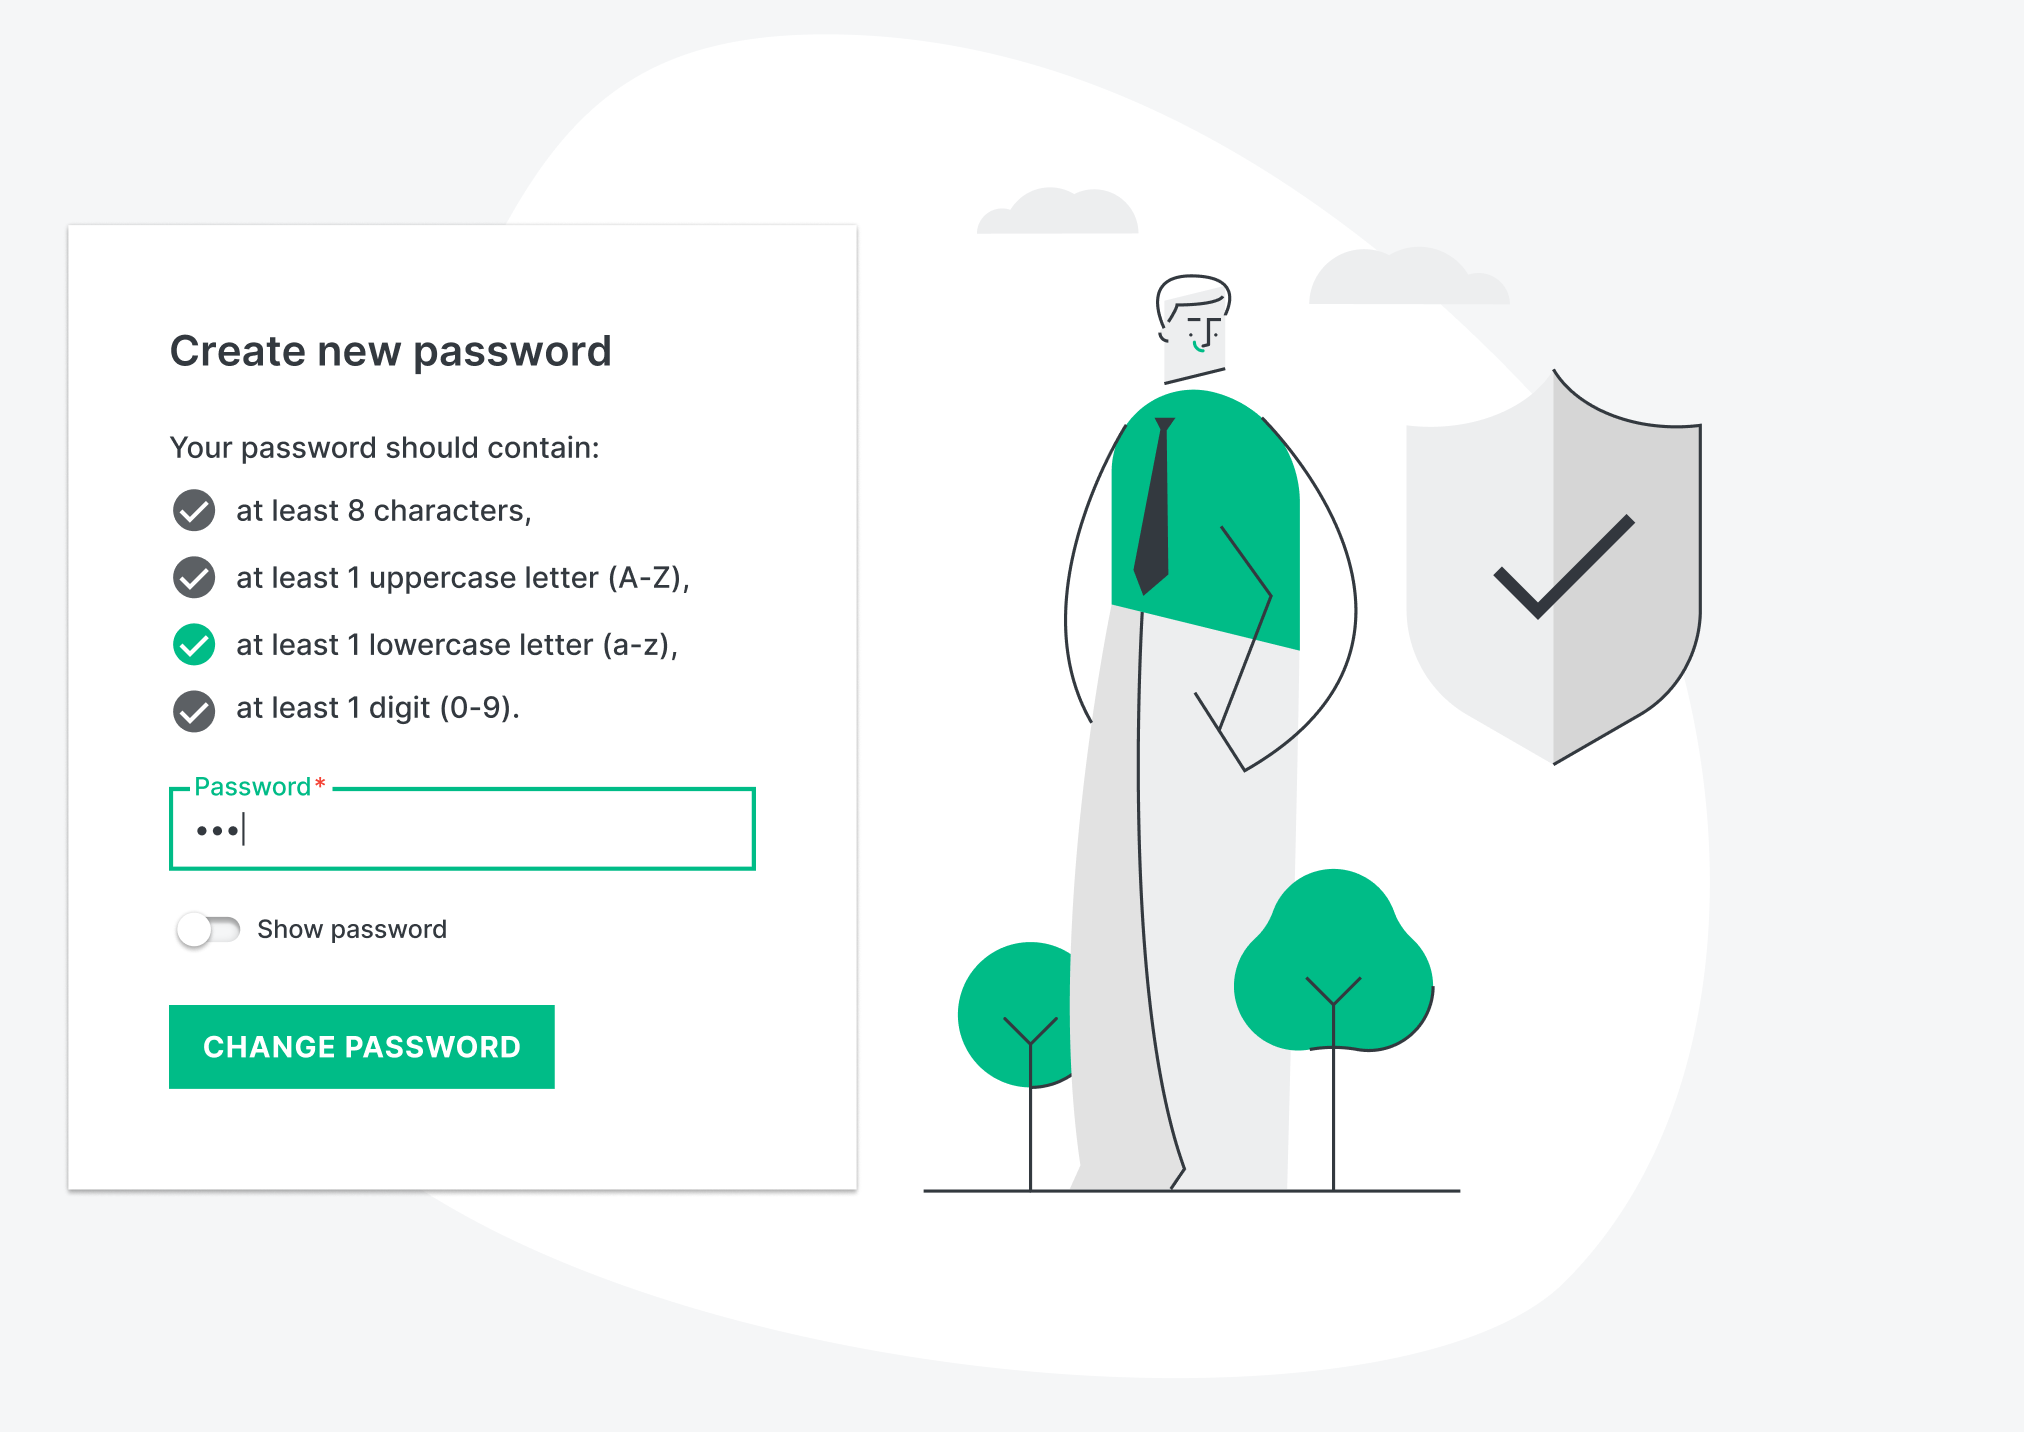 Create new password
Your password should contain:
at least 8 characters,
at least 1 uppercase letter (A-Z),
at least 1 lowercase letter (a-z),
at least 1 digit (0-9).
Password*
•••
Show password
CHANGE PASSWORD